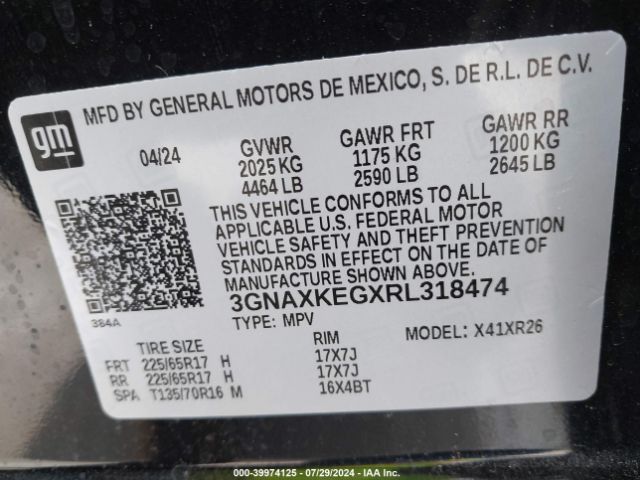 MFD BY GENERAL MOTORS DE MEXICO, S. DE R.L. DE C.V.
gm
04/24 GVWR GAWR FRT GAWR RR
2025 KG 1175 KG 1200 KG
4464 LB 2590 LB 2645 LB
THIS VEHICLE CONFORMS TO ALL
APPLICABLE U.S. FEDERAL MOTOR
VEHICLE SAFETY AND THEFT PREVENTION
STANDARDS IN EFFECT ON THE DATE OF
MANUFACTURE SHOWN ABOVE.
3GNAXKEGXRL318474
384A
TYPE: MPV MODEL: X41XR26
TIRE SIZE RIM
FRT 225/65R17 H 17X7J
RR 225/65R17 H 17X7J
SPA T135/70R16 M 16X4BT
000-39974125 - 07/29/2024 - IAA Inc.